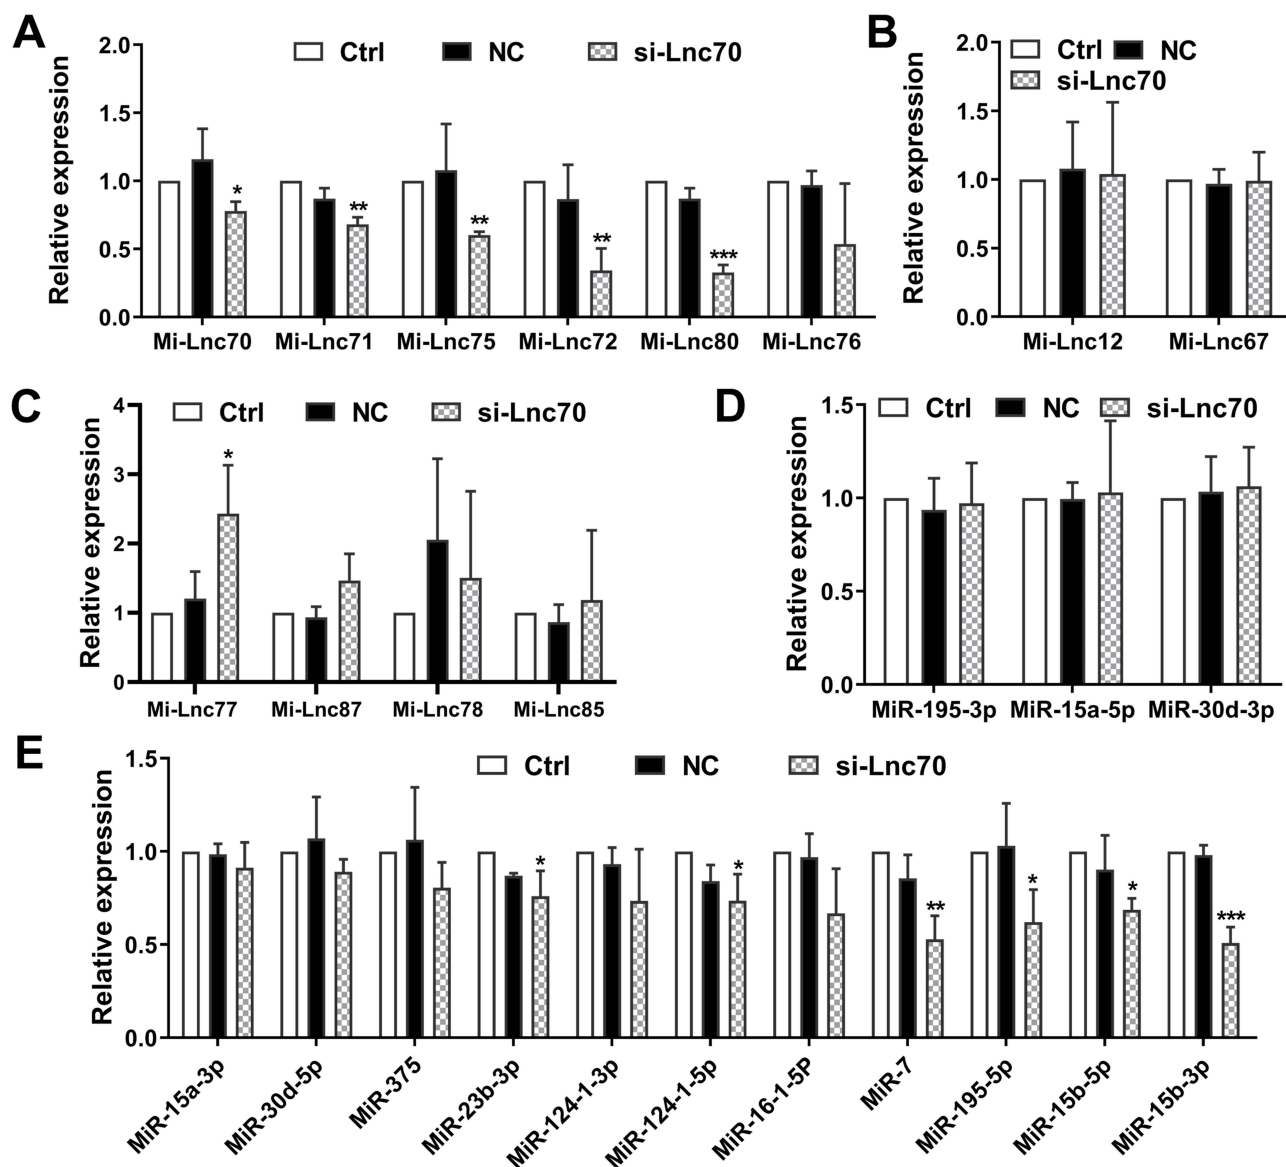 A
Relative expression
2.0
1.5
1.0
0.5
0.0
Ctrl NC si-Lnc70
* ** ** ** ***
Mi-Lnc70 Mi-Lnc71 Mi-Lnc75 Mi-Lnc72 Mi-Lnc80 Mi-Lnc76
B
Relative expression
2.0
1.5
1.0
0.5
0.0
Ctrl NC
si-Lnc70
Mi-Lnc12 Mi-Lnc67
C
Relative expression
4
3
2
1
0
Ctrl NC si-Lnc70
*
Mi-Lnc77 Mi-Lnc87 Mi-Lnc78 Mi-Lnc85
D
Relative expression
1.5
1.0
0.5
0.0
Ctrl NC si-Lnc70
MiR-195-3p MiR-15a-5p MiR-30d-3p
E
Relative expression
1.5
1.0
0.5
0.0
Ctrl NC si-Lnc70
* * ** * * ***
MiR-15a-3p
MiR-30d-5p
MiR-375
MiR-23b-3p
MiR-124-1-3p
MiR-124-1-5p
MiR-16-1-5P
MiR-7
MiR-195-5p
MiR-15b-5p
MiR-15b-3p